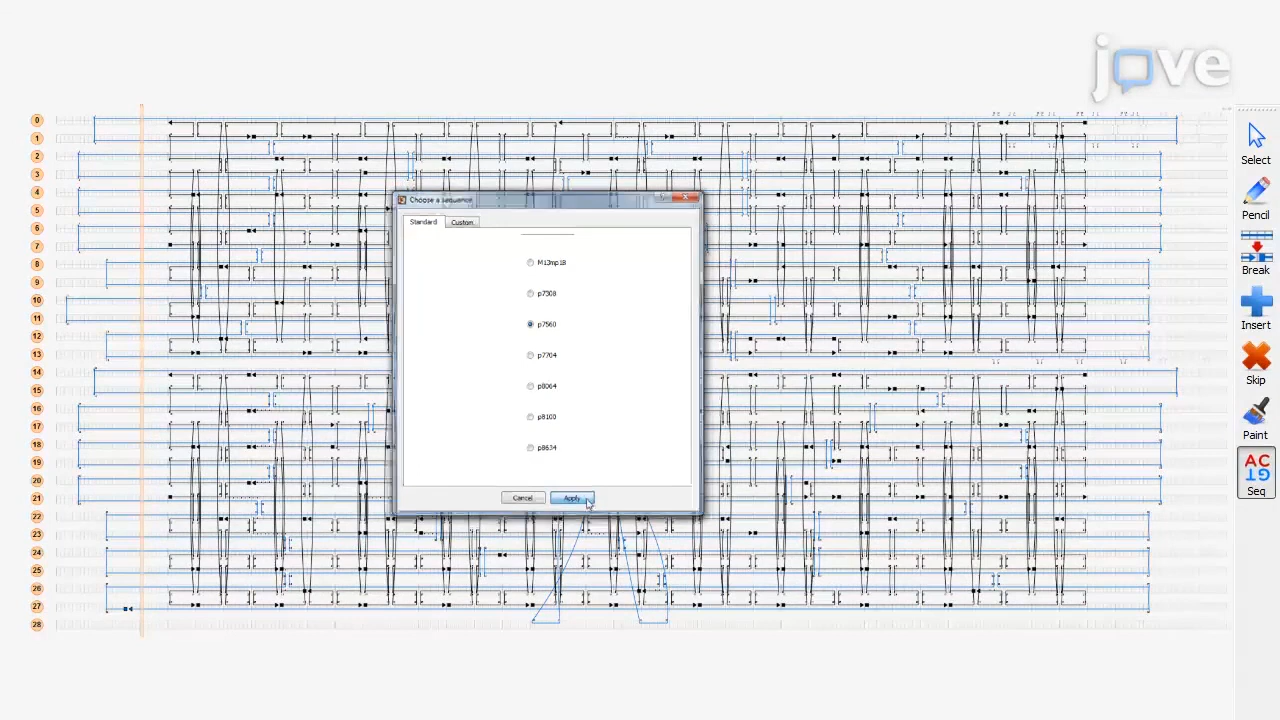 jove
0
1
2
3
4
5
6
7
8
9
10
11
12
13
14
15
16
17
18
19
20
21
22
23
24
25
26
27
28
Choose a sequence
Standard
Custom
M13mp18
p7308
p7560
p7704
p8064
p8100
p8634
Cancel
Apply
Select
Pencil
Break
Insert
Skip
Paint
AC
TG
Seq